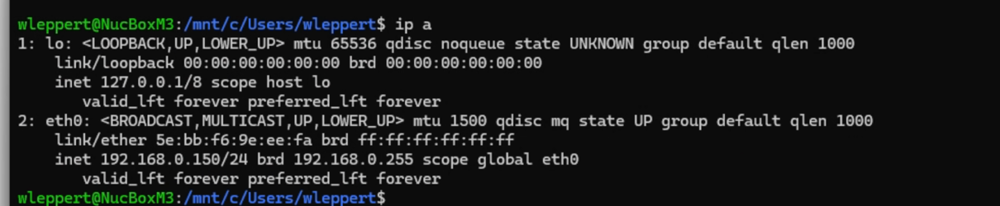 wleppert@NucBoxM3:/mnt/c/Users/wleppert$ ip a
1: lo: <LOOPBACK,UP,LOWER_UP> mtu 65536 qdisc noqueue state UNKNOWN group default qlen 1000
    link/loopback 00:00:00:00:00:00 brd 00:00:00:00:00:00
    inet 127.0.0.1/8 scope host lo
       valid_lft forever preferred_lft forever
2: eth0: <BROADCAST,MULTICAST,UP,LOWER_UP> mtu 1500 qdisc mq state UP group default qlen 1000
    link/ether 5e:bb:f6:9e:ee:fa brd ff:ff:ff:ff:ff:ff
    inet 192.168.0.150/24 brd 192.168.0.255 scope global eth0
       valid_lft forever preferred_lft forever
wleppert@NucBoxM3:/mnt/c/Users/wleppert$